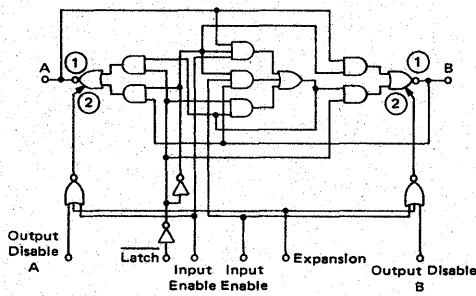 A
1
2
1
2
B
Output
Disable
A
Latch
Input
Enable
Input
Enable
Expansion
Output Disable
B